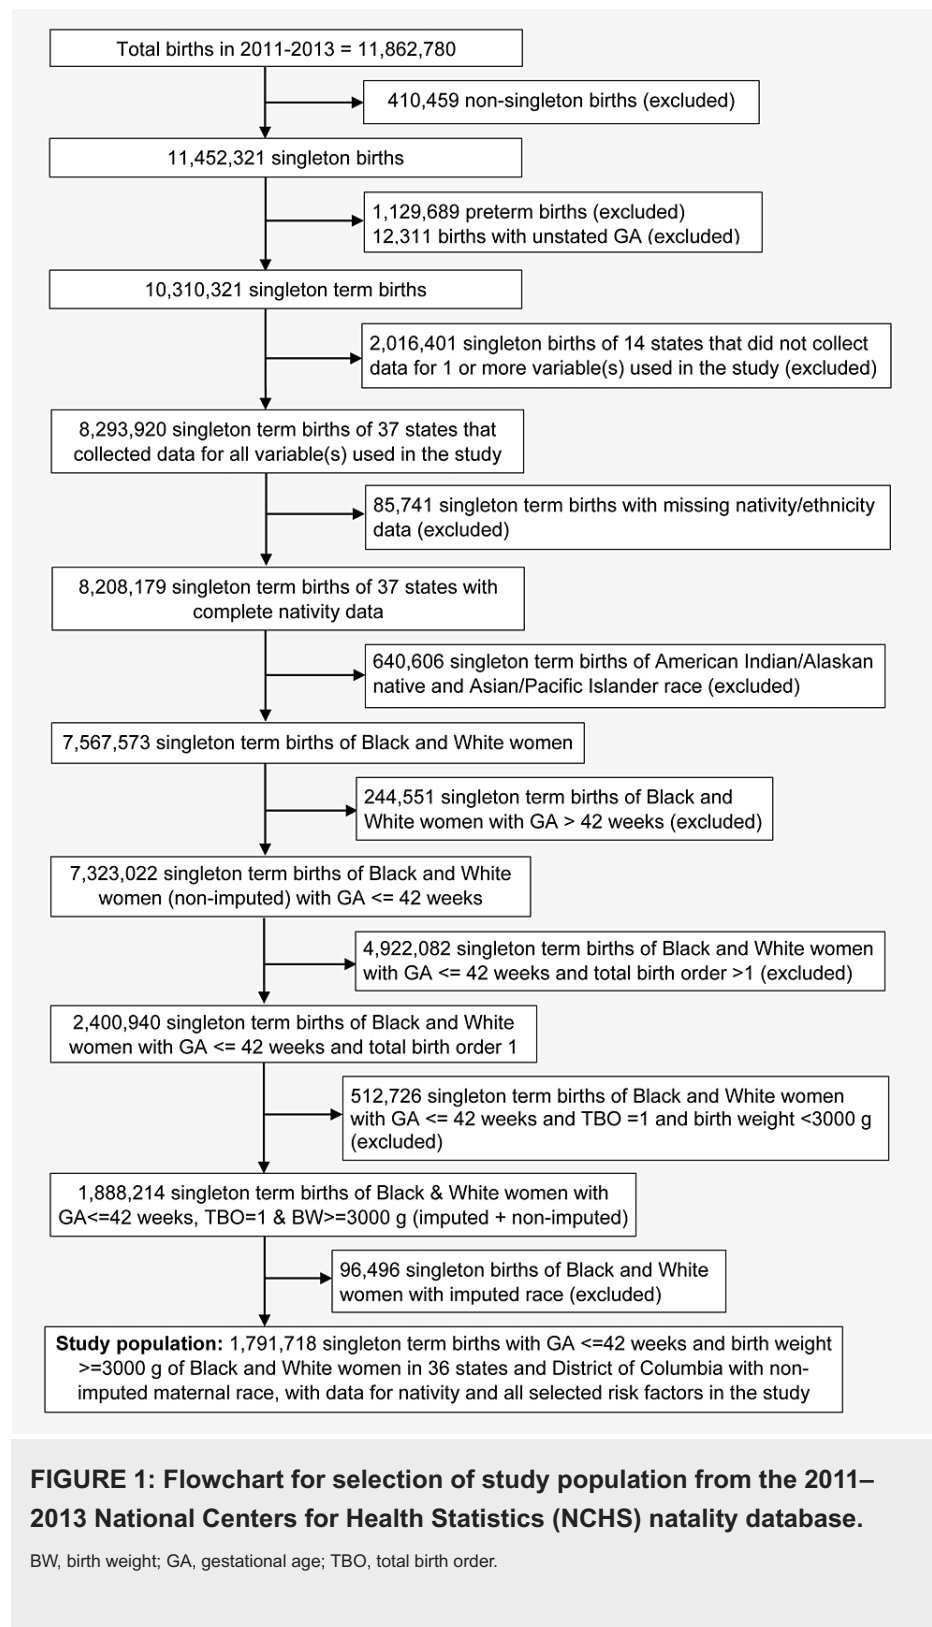 Total births in 2011-2013 = 11,862,780
410,459 non-singleton births (excluded)
11,452,321 singleton births
1,129,689 preterm births (excluded)
12,311 births with unstated GA (excluded)
10,310,321 singleton term births
2,016,401 singleton births of 14 states that did not collect
data for 1 or more variable(s) used in the study (excluded)
8,293,920 singleton term births of 37 states that
collected data for all variable(s) used in the study
85,741 singleton term births with missing nativity/ethnicity
data (excluded)
8,208,179 singleton term births of 37 states with
complete nativity data
640,606 singleton term births of American Indian/Alaskan
native and Asian/Pacific Islander race (excluded)
7,567,573 singleton term births of Black and White women
244,551 singleton term births of Black and
White women with GA > 42 weeks (excluded)
7,323,022 singleton term births of Black and White
women (non-imputed) with GA <= 42 weeks
4,922,082 singleton term births of Black and White women
with GA <= 42 weeks and total birth order >1 (excluded)
2,400,940 singleton term births of Black and White
women with GA <= 42 weeks and total birth order 1
512,726 singleton term births of Black and White women
with GA <= 42 weeks and TBO =1 and birth weight <3000 g
(excluded)
1,888,214 singleton term births of Black & White women with
GA<=42 weeks, TBO=1 & BW>=3000 g (imputed + non-imputed)
96,496 singleton births of Black and White
women with imputed race (excluded)
Study population: 1,791,718 singleton term births with GA <=42 weeks and birth weight
>=3000 g of Black and White women in 36 states and District of Columbia with non-
imputed maternal race, with data for nativity and all selected risk factors in the study
FIGURE 1: Flowchart for selection of study population from the 2011–
2013 National Centers for Health Statistics (NCHS) natality database.
BW, birth weight; GA, gestational age; TBO, total birth order.